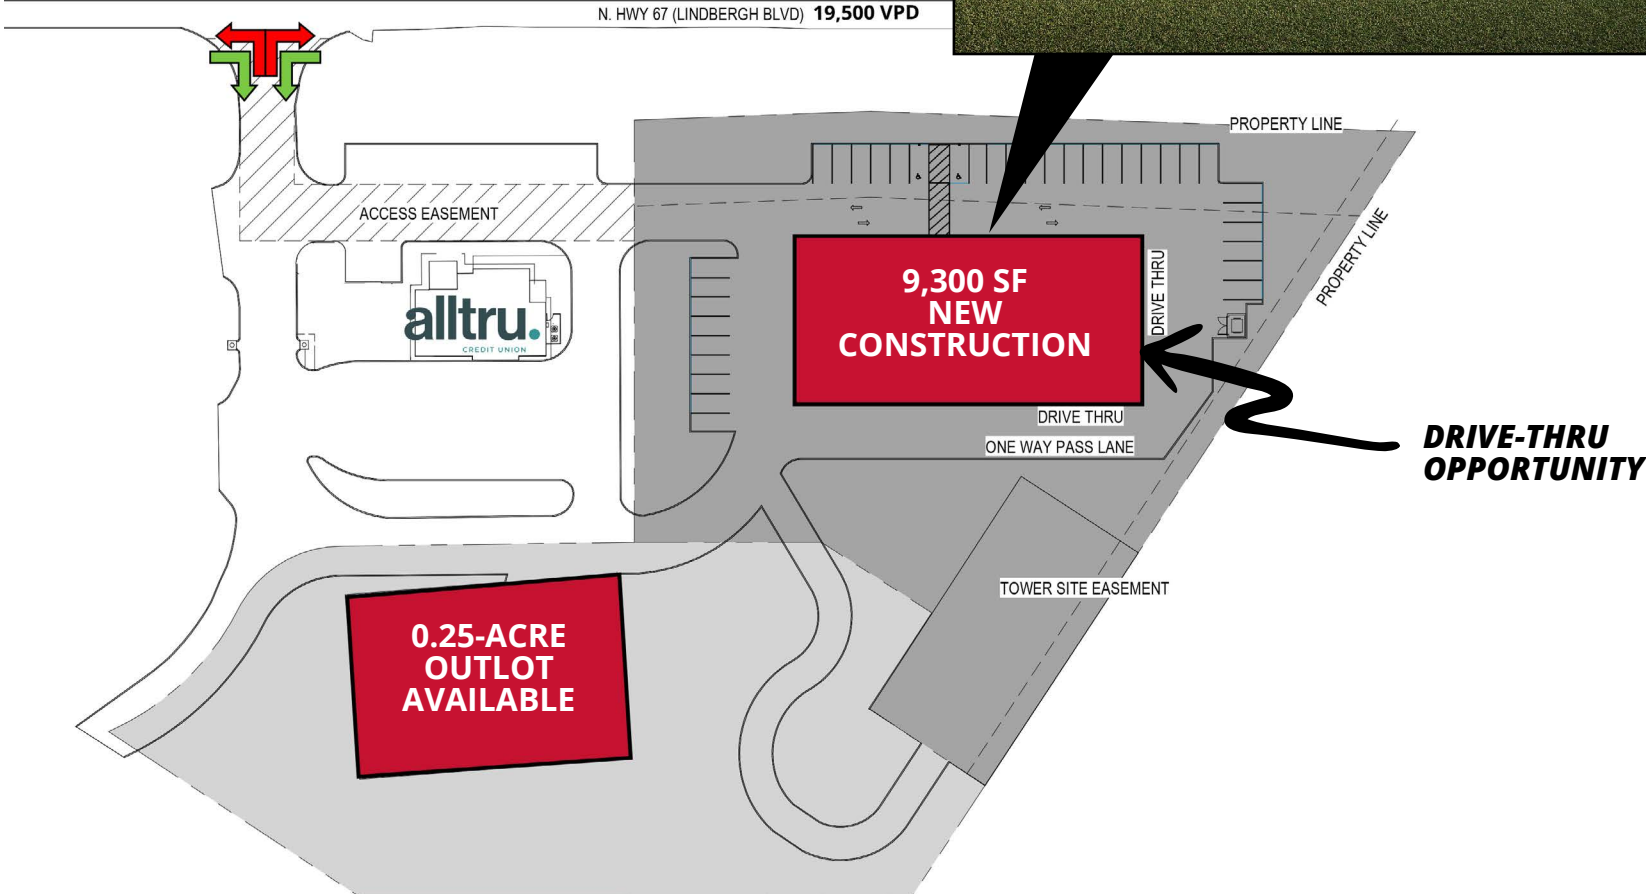 N. HWY 67 (LINDBERGH BLVD) 19,500 VPD
PROPERTY LINE
ACCESS EASEMENT
PROPERTY LINE
alltru.
CREDIT UNION
9,300 SF
NEW
CONSTRUCTION
DRIVE THRU
DRIVE THRU
ONE WAY PASS LANE
DRIVE-THRU
OPPORTUNITY
TOWER SITE EASEMENT
0.25-ACRE
OUTLOT
AVAILABLE